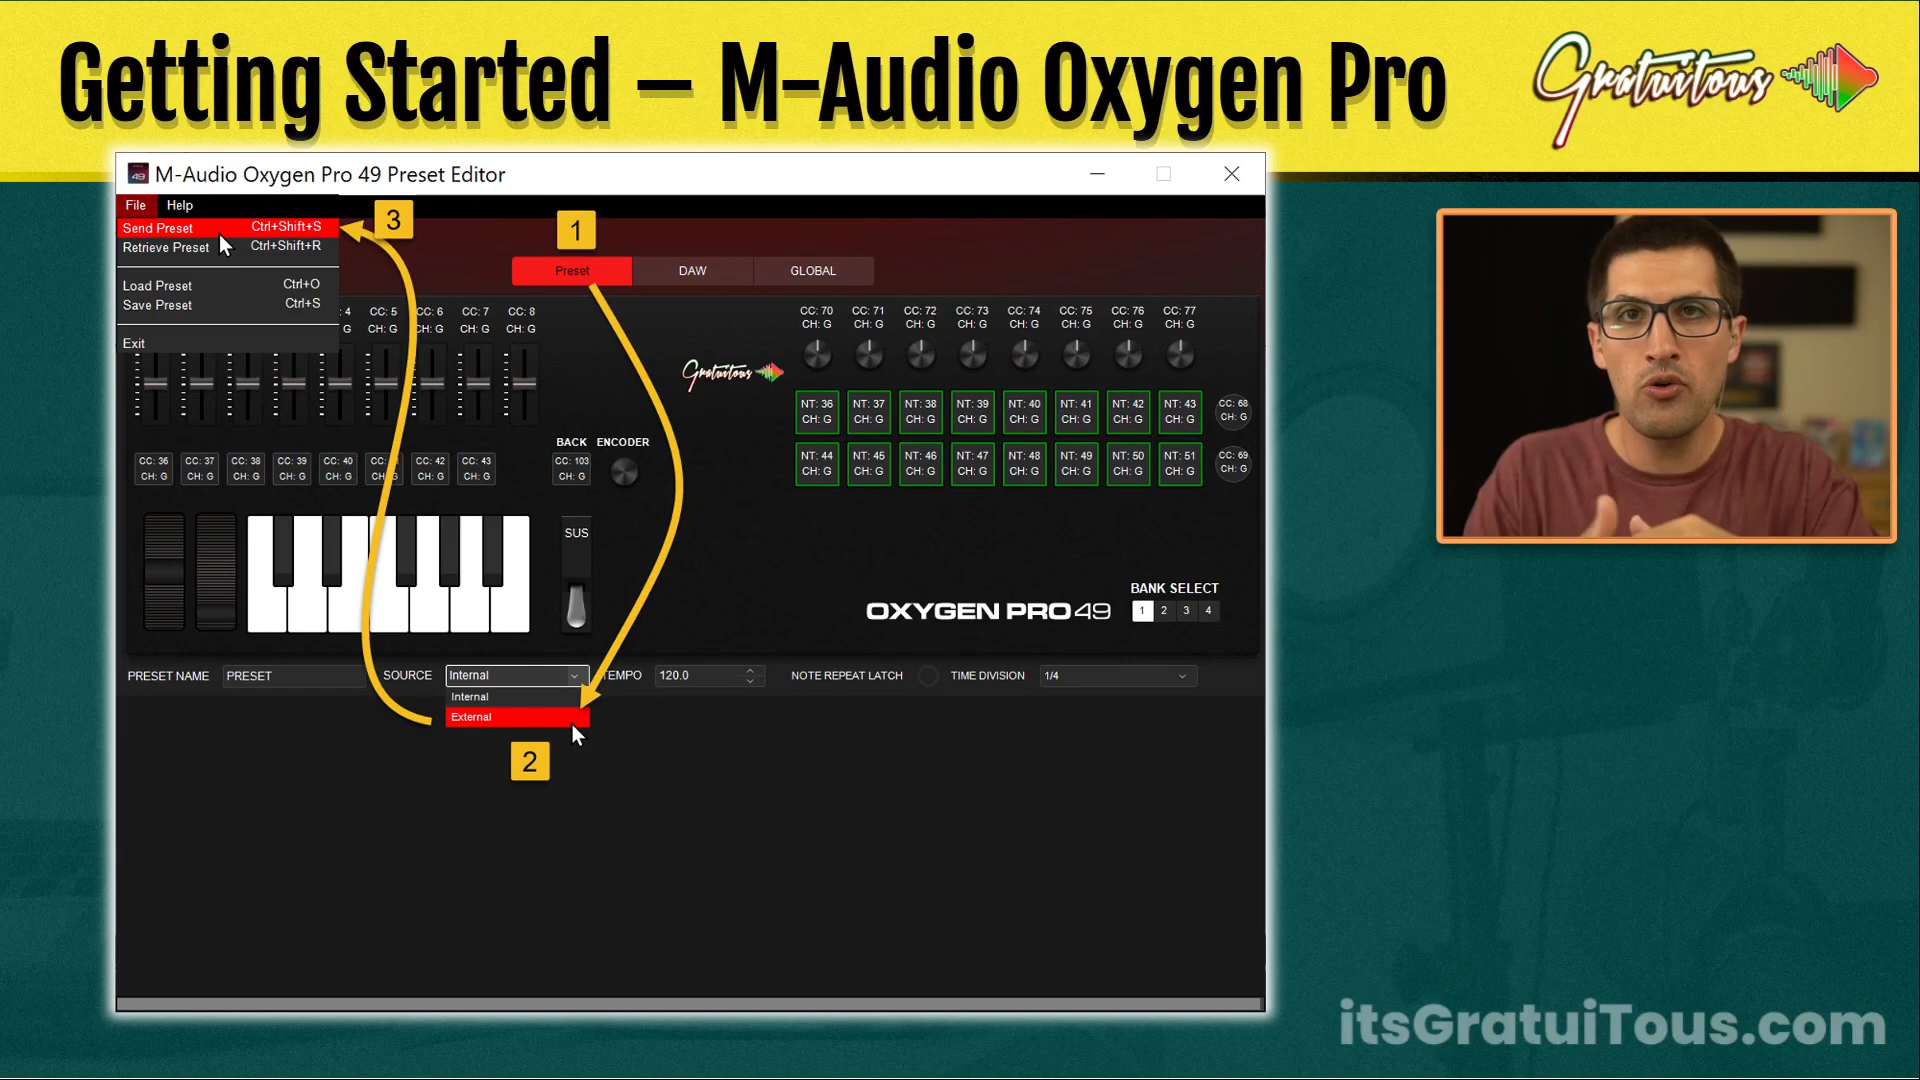 Getting Started – M-Audio Oxygen Pro
Gratuitous
M-Audio Oxygen Pro 49 Preset Editor
File Help
Send Preset Ctrl+Shift+S
Retrieve Preset Ctrl+Shift+R
Load Preset Ctrl+O
Save Preset Ctrl+S
Exit
3
1
Preset DAW GLOBAL
4 CC: 5 CC: 6 CC: 7 CC: 8
G CH: G CH: G CH: G CH: G
CC: 70 CC: 71 CC: 72 CC: 73 CC: 74 CC: 75 CC: 76 CC: 77
CH: G CH: G CH: G CH: G CH: G CH: G CH: G CH: G
Gratuitous
NT: 36 NT: 37 NT: 38 NT: 39 NT: 40 NT: 41 NT: 42 NT: 43 CC: 68
CH: G CH: G CH: G CH: G CH: G CH: G CH: G CH: G CH: G
BACK ENCODER
CC: 36 CC: 37 CC: 38 CC: 39 CC: 40 CC: CC: 42 CC: 43 CC: 103
CH: G CH: G CH: G CH: G CH: G CH: G CH: G CH: G CH: G
NT: 44 NT: 45 NT: 46 NT: 47 NT: 48 NT: 49 NT: 50 NT: 51 CC: 69
CH: G CH: G CH: G CH: G CH: G CH: G CH: G CH: G CH: G
SUS
OXYGEN PRO 49
BANK SELECT
1 2 3 4
PRESET NAME PRESET SOURCE Internal TEMPO 120.0 NOTE REPEAT LATCH TIME DIVISION 1/4
Internal
External
2
itsGratuiTous.com